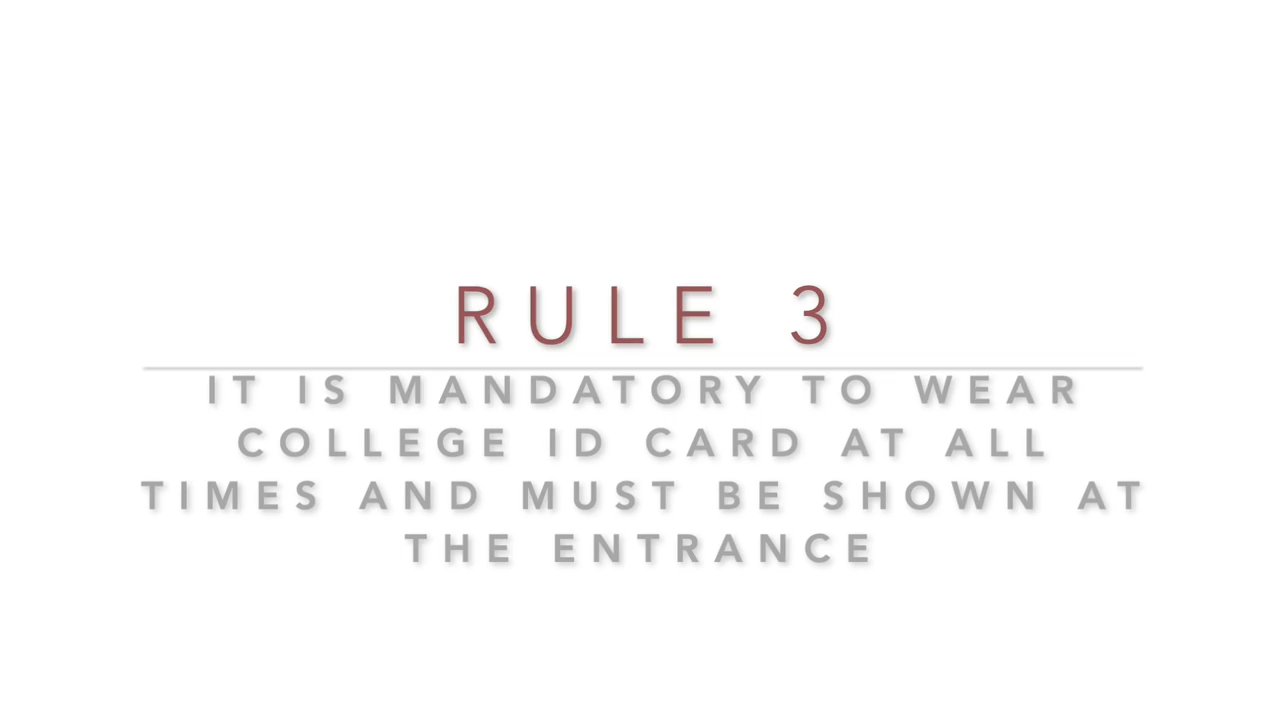 RULE 3
IT IS MANDATORY TO WEAR
COLLEGE ID CARD AT ALL
TIMES AND MUST BE SHOWN AT
THE ENTRANCE